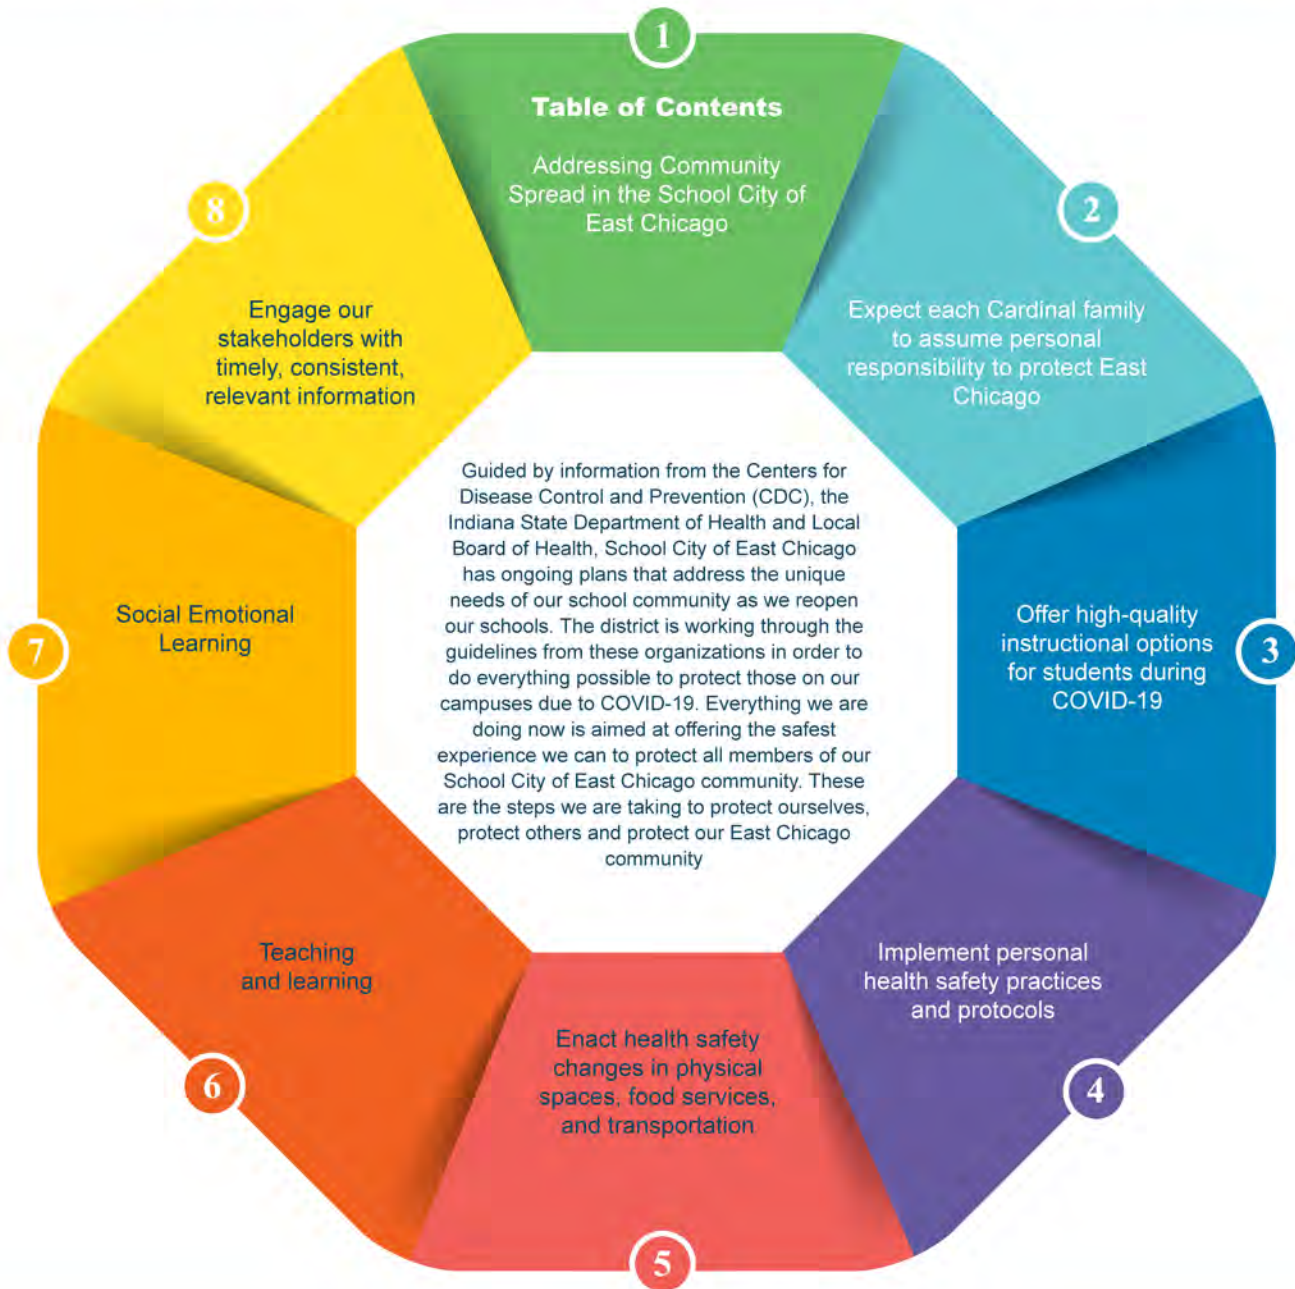 1
Table of Contents
Addressing Community
Spread in the School City of
East Chicago
2
Expect each Cardinal family
to assume personal
responsibility to protect East
Chicago
3
Offer high-quality
instructional options
for students during
COVID-19
4
Implement personal
health safety practices
and protocols
5
Enact health safety
changes in physical
spaces, food services,
and transportation
6
Teaching
and learning
7
Social Emotional
Learning
8
Engage our
stakeholders with
timely, consistent,
relevant information
Guided by information from the Centers for
Disease Control and Prevention (CDC), the
Indiana State Department of Health and Local
Board of Health, School City of East Chicago
has ongoing plans that address the unique
needs of our school community as we reopen
our schools. The district is working through the
guidelines from these organizations in order to
do everything possible to protect those on our
campuses due to COVID-19. Everything we are
doing now is aimed at offering the safest
experience we can to protect all members of our
School City of East Chicago community. These
are the steps we are taking to protect ourselves,
protect others and protect our East Chicago
community